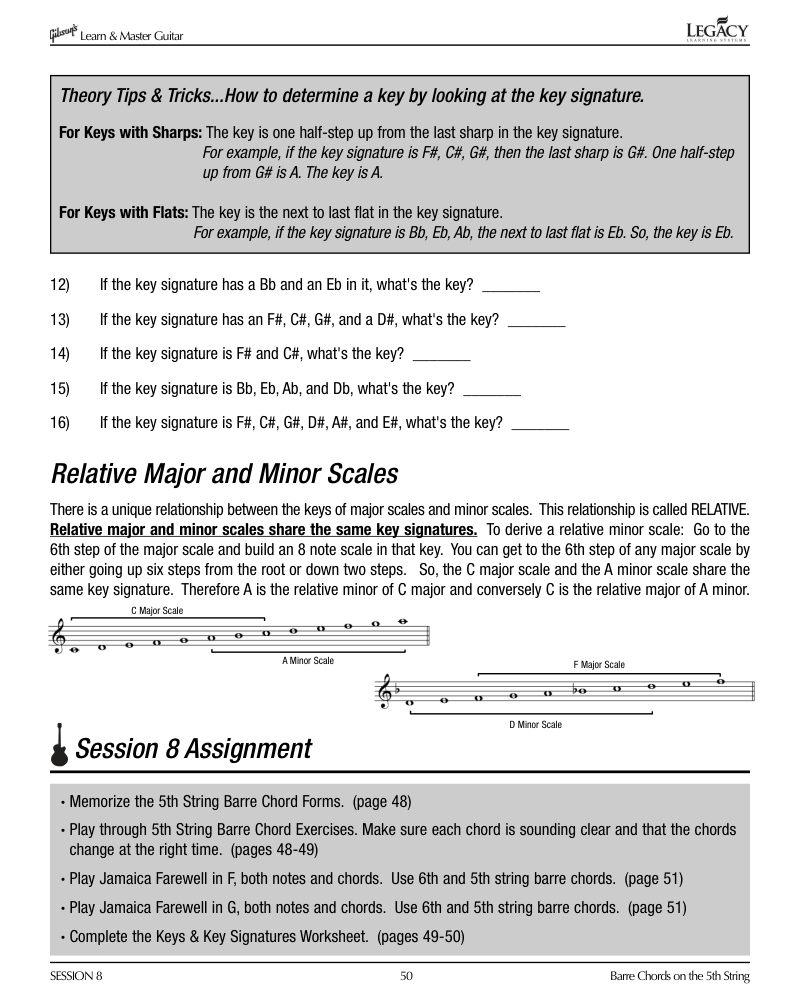 Gibson's Learn & Master Guitar
LEGACY
LEARNING SYSTEMS
Theory Tips & Tricks...How to determine a key by looking at the key signature.
For Keys with Sharps: The key is one half-step up from the last sharp in the key signature.
For example, if the key signature is F#, C#, G#, then the last sharp is G#. One half-step
up from G# is A. The key is A.
For Keys with Flats: The key is the next to last flat in the key signature.
For example, if the key signature is Bb, Eb, Ab, the next to last flat is Eb. So, the key is Eb.
12) If the key signature has a Bb and an Eb in it, what's the key? _______
13) If the key signature has an F#, C#, G#, and a D#, what's the key? _______
14) If the key signature is F# and C#, what's the key? _______
15) If the key signature is Bb, Eb, Ab, and Db, what's the key? _______
16) If the key signature is F#, C#, G#, D#, A#, and E#, what's the key? _______
Relative Major and Minor Scales
There is a unique relationship between the keys of major scales and minor scales. This relationship is called RELATIVE.
Relative major and minor scales share the same key signatures. To derive a relative minor scale: Go to the
6th step of the major scale and build an 8 note scale in that key. You can get to the 6th step of any major scale by
either going up six steps from the root or down two steps. So, the C major scale and the A minor scale share the
same key signature. Therefore A is the relative minor of C major and conversely C is the relative major of A minor.
C Major Scale
A Minor Scale
F Major Scale
D Minor Scale
Session 8 Assignment
• Memorize the 5th String Barre Chord Forms. (page 48)
• Play through 5th String Barre Chord Exercises. Make sure each chord is sounding clear and that the chords
change at the right time. (pages 48-49)
• Play Jamaica Farewell in F, both notes and chords. Use 6th and 5th string barre chords. (page 51)
• Play Jamaica Farewell in G, both notes and chords. Use 6th and 5th string barre chords. (page 51)
• Complete the Keys & Key Signatures Worksheet. (pages 49-50)
SESSION 8 50 Barre Chords on the 5th String